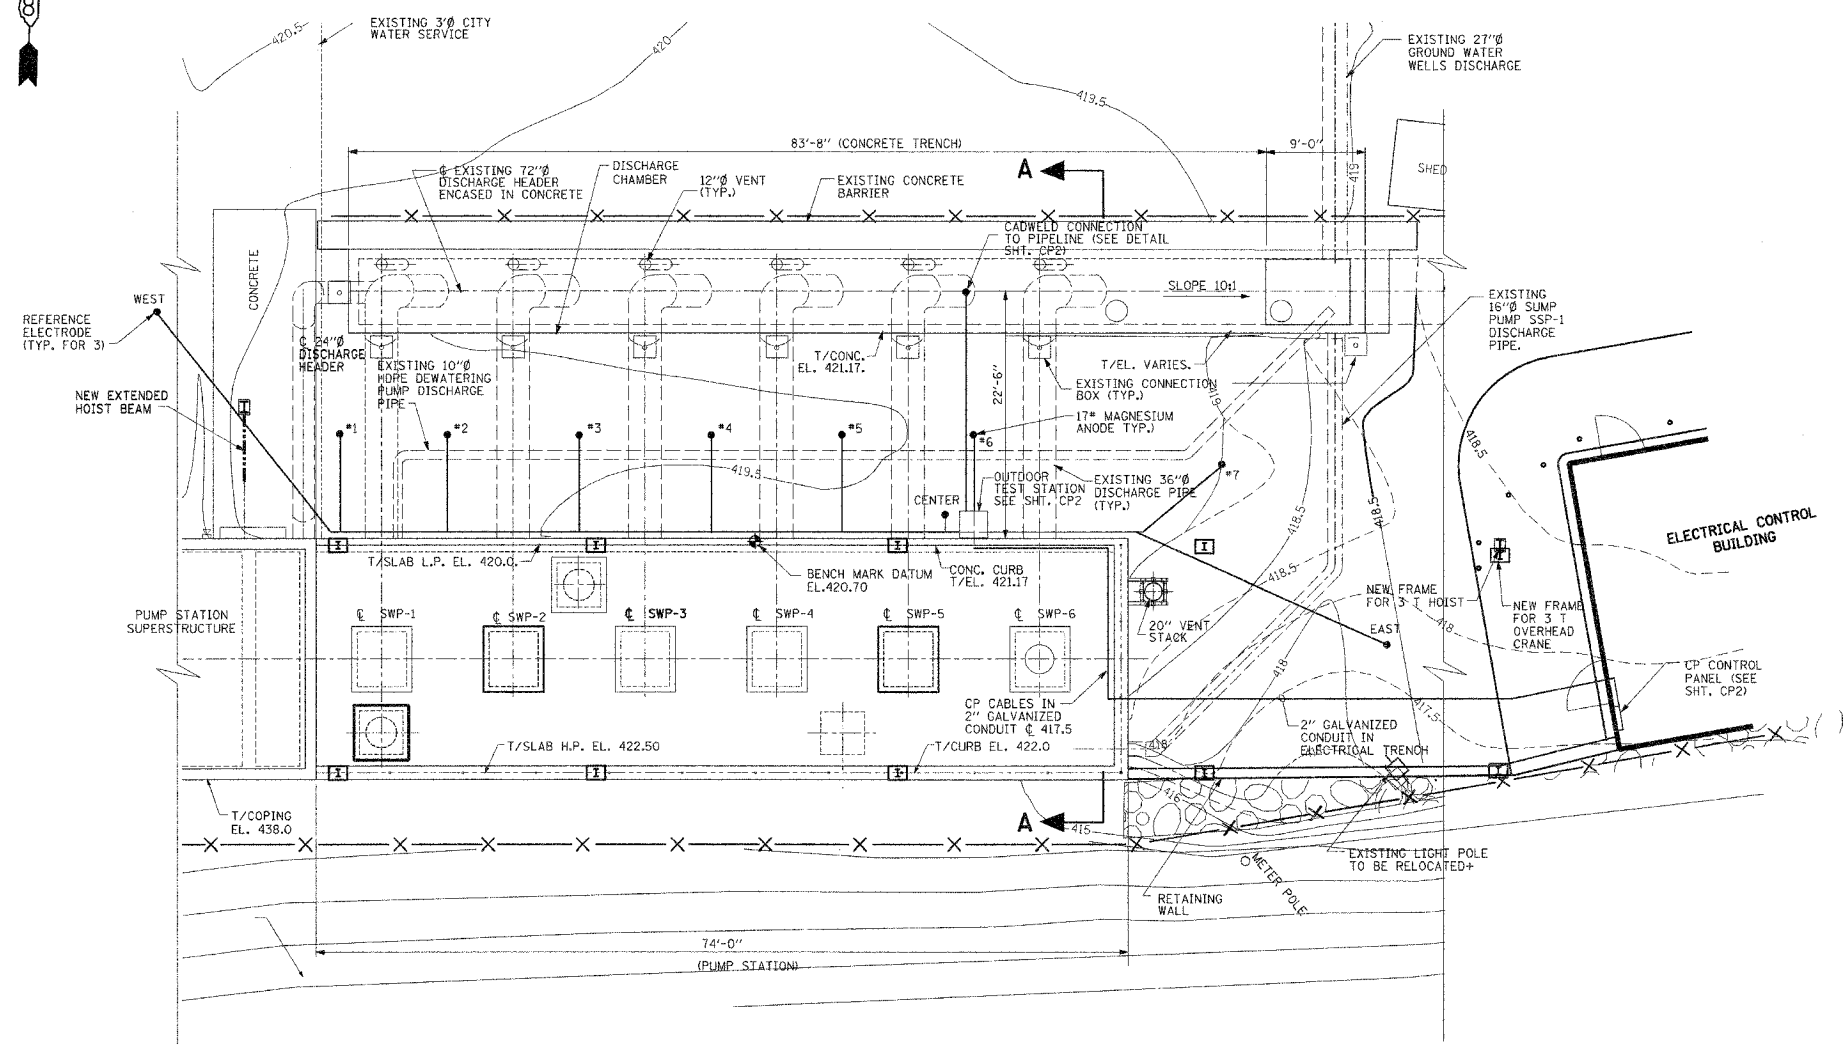 8
420.5
EXISTING 3'Ø CITY
WATER SERVICE
420
419.5
EXISTING 27"Ø
GROUND WATER
WELLS DISCHARGE
83'-8" (CONCRETE TRENCH)
9'-0"
419
SHED
℄ EXISTING 72"Ø
DISCHARGE HEADER
ENCASED IN CONCRETE
DISCHARGE
CHAMBER
12"Ø VENT
(TYP.)
EXISTING CONCRETE
BARRIER
A
CADWELD CONNECTION
TO PIPELINE (SEE DETAIL
SHT. CP2)
CONCRETE
WEST
REFERENCE
ELECTRODE
(TYP. FOR 3)
SLOPE 10:1
EXISTING
16"Ø SUMP
PUMP SSP-1
DISCHARGE
PIPE.
℄ 24"Ø
DISCHARGE
HEADER
EXISTING 10"Ø
HDPE DEWATERING
PUMP DISCHARGE
PIPE
T/CONC.
EL. 421.17.
22'-6"
T/EL. VARIES.
EXISTING CONNECTION
BOX (TYP.)
419
NEW EXTENDED
HOIST BEAM
17# MAGNESIUM
ANODE TYP.)
#1
#2
#3
#4
#5
#6
#7
418.5
419.5
OUTDOOR
TEST STATION
SEE SHT. CP2
EXISTING 36"Ø
DISCHARGE PIPE
(TYP.)
CENTER
418.5
418.5
ELECTRICAL CONTROL
BUILDING
T/SLAB L.P. EL. 420.0.
BENCH MARK DATUM
EL.420.70
CONC. CURB
T/EL. 421.17
418.5
NEW FRAME
FOR 3 T HOIST
NEW FRAME
FOR 3 T
OVERHEAD
CRANE
PUMP STATION
SUPERSTRUCTURE
℄ SWP-1
℄ SWP-2
℄ SWP-3
℄ SWP-4
℄ SWP-5
℄ SWP-6
20" VENT
STACK
EAST
418
CP CONTROL
PANEL (SEE
SHT. CP2)
418
CP CABLES IN
2" GALVANIZED
CONDUIT ℄ 417.5
417.5
2" GALVANIZED
CONDUIT IN
ELECTRICAL TRENCH
T/SLAB H.P. EL. 422.50
T/CURB EL. 422.0
418
416
T/COPING
EL. 438.0
A
415
EXISTING LIGHT POLE
TO BE RELOCATED+
METER POLE
RETAINING
WALL
74'-0"
(PUMP STATION)